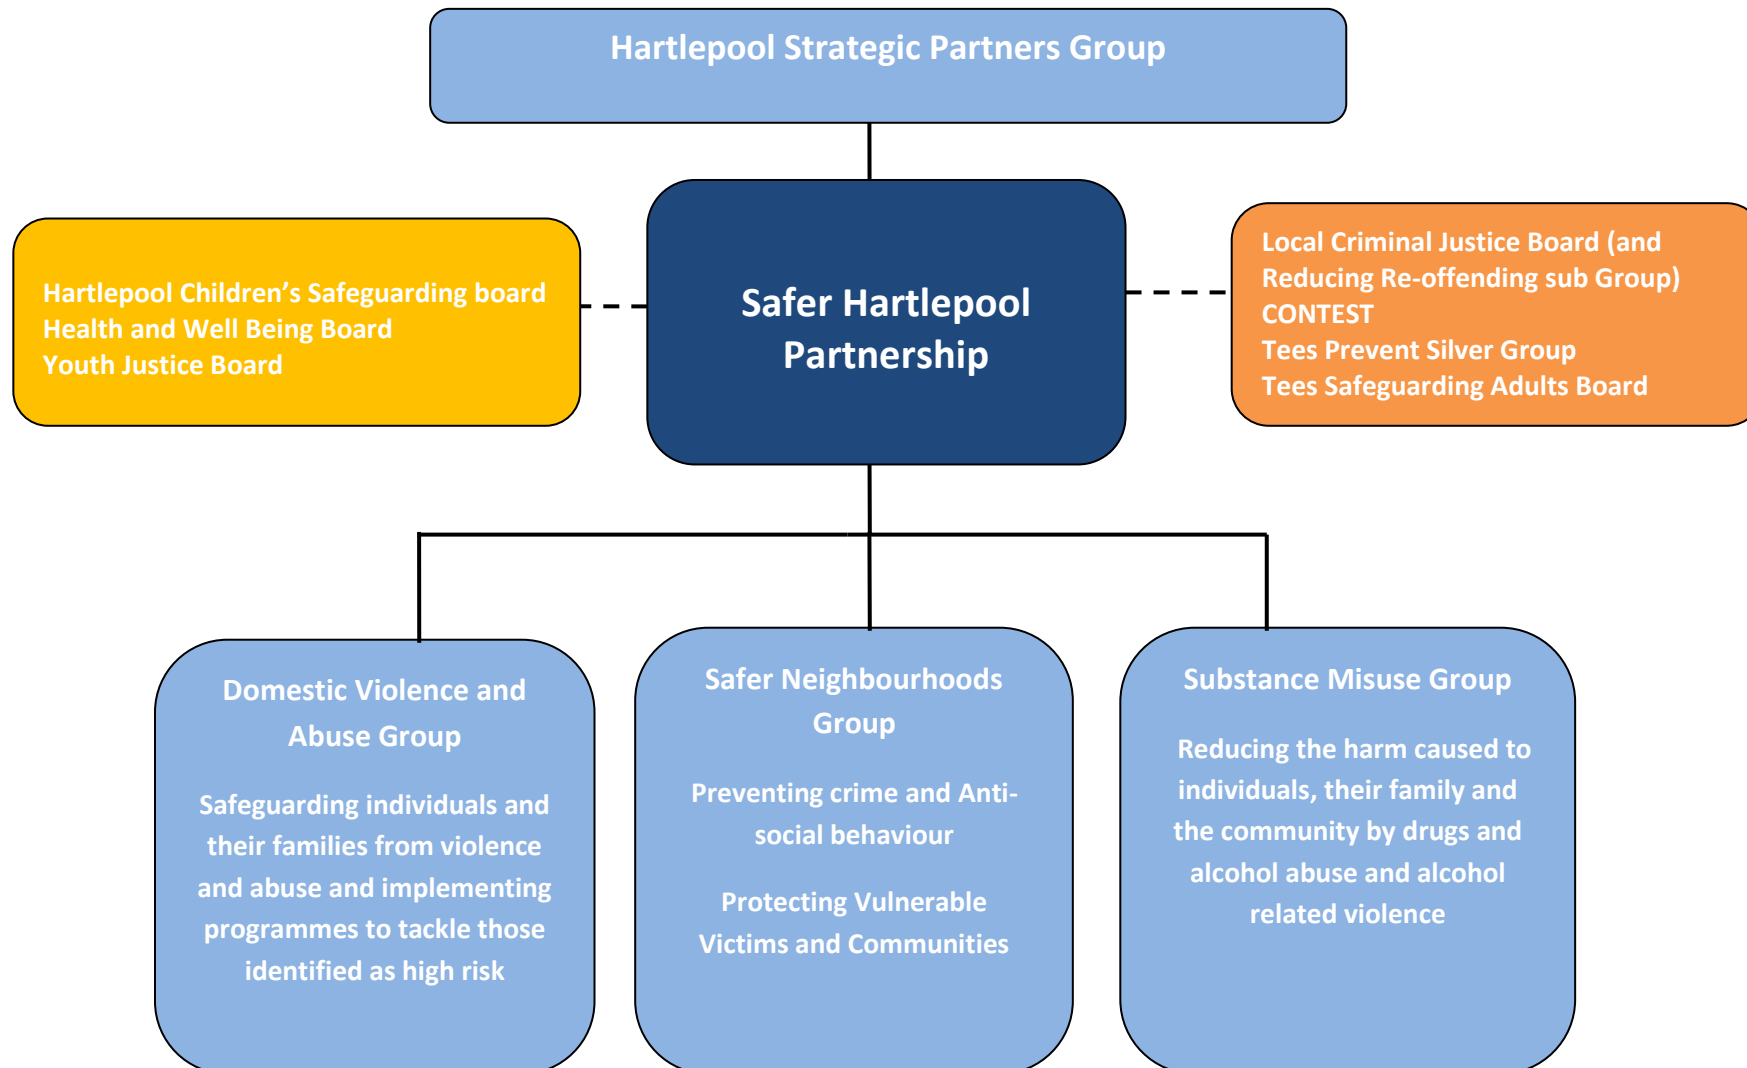 Hartlepool Strategic Partners Group
Hartlepool Children’s Safeguarding board
Health and Well Being Board
Youth Justice Board
Safer Hartlepool
Partnership
Local Criminal Justice Board (and
Reducing Re-offending sub Group)
CONTEST
Tees Prevent Silver Group
Tees Safeguarding Adults Board
Domestic Violence and
Abuse Group
Safeguarding individuals and
their families from violence
and abuse and implementing
programmes to tackle those
identified as high risk
Safer Neighbourhoods
Group
Preventing crime and Anti-
social behaviour
Protecting Vulnerable
Victims and Communities
Substance Misuse Group
Reducing the harm caused to
individuals, their family and
the community by drugs and
alcohol abuse and alcohol
related violence